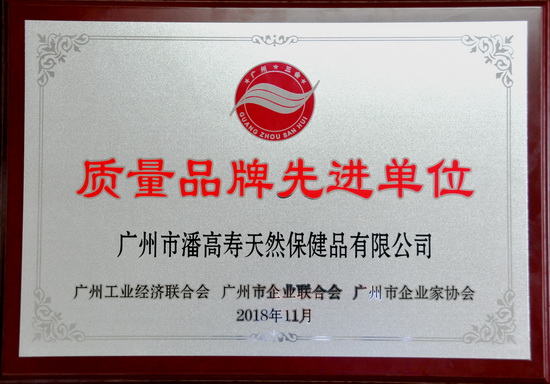 广州★三会
GUANG ZHOU SAN HUI
质量品牌先进单位
广州市潘高寿天然保健品有限公司
广州工业经济联合会 广州市企业联合会 广州市企业家协会
2018年11月